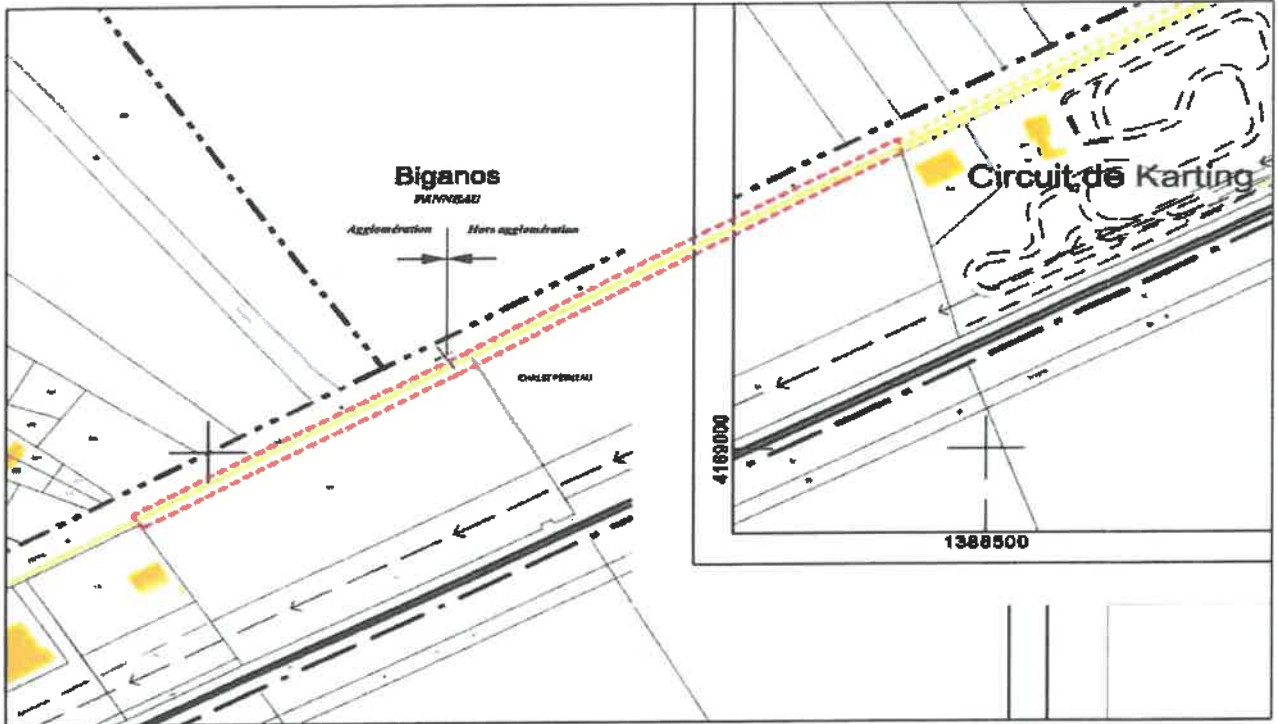 Biganos
PANNEAU
Agglomération
Hors agglomération
Circuit de Karting
4169000
1388500